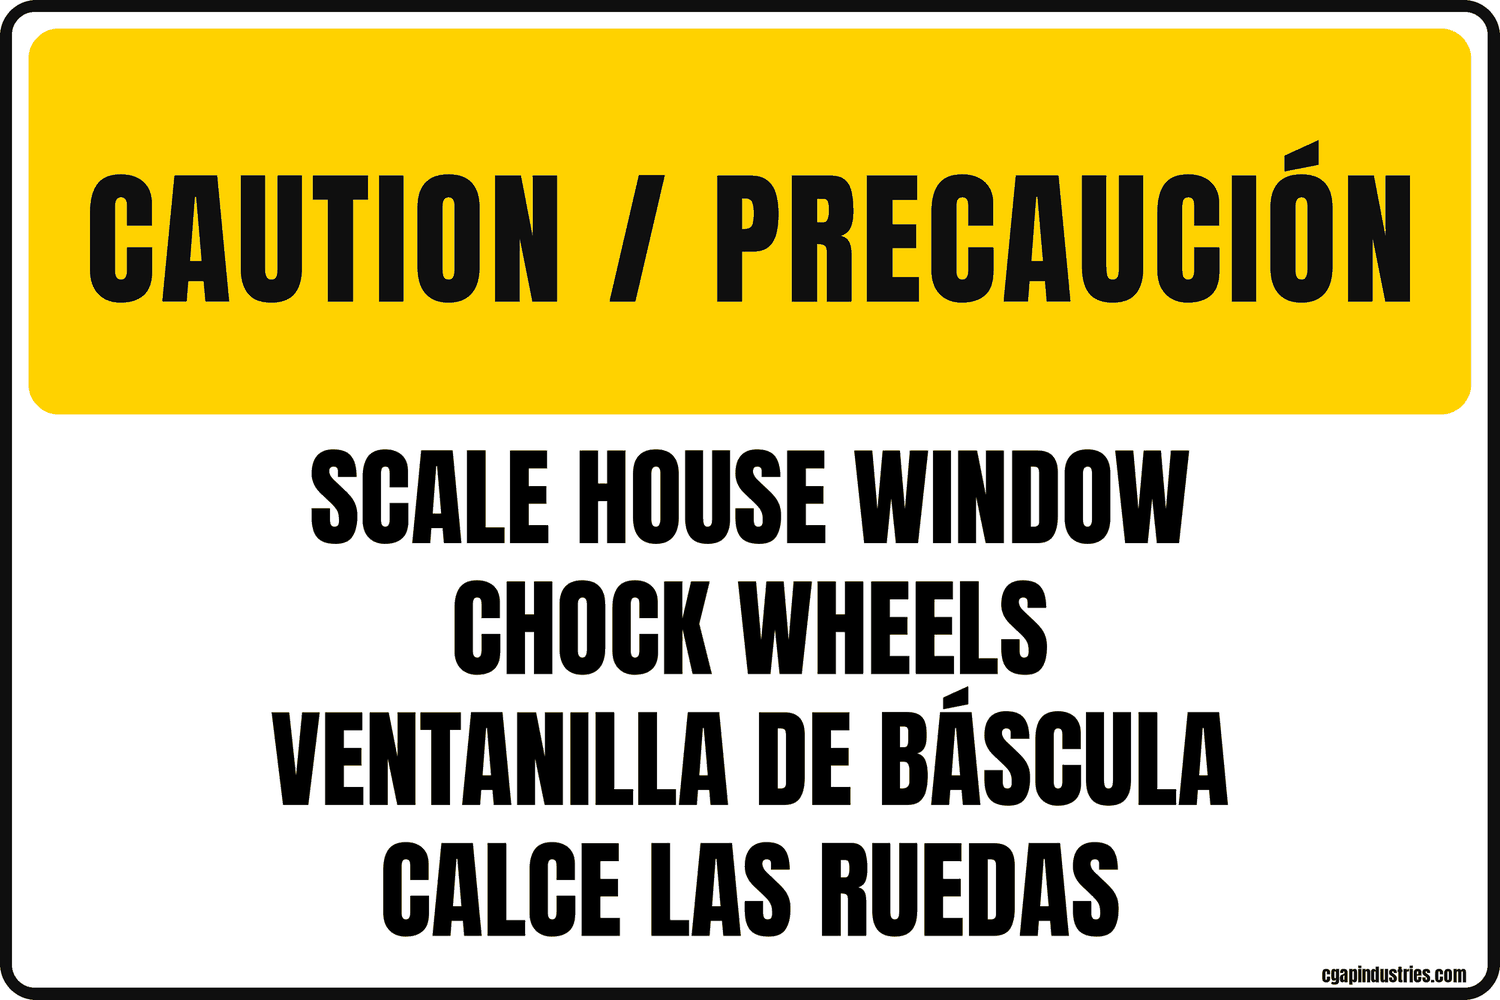 CAUTION / PRECAUCIÓN
SCALE HOUSE WINDOW
CHOCK WHEELS
VENTANILLA DE BÁSCULA
CALCE LAS RUEDAS
cgapindustries.com